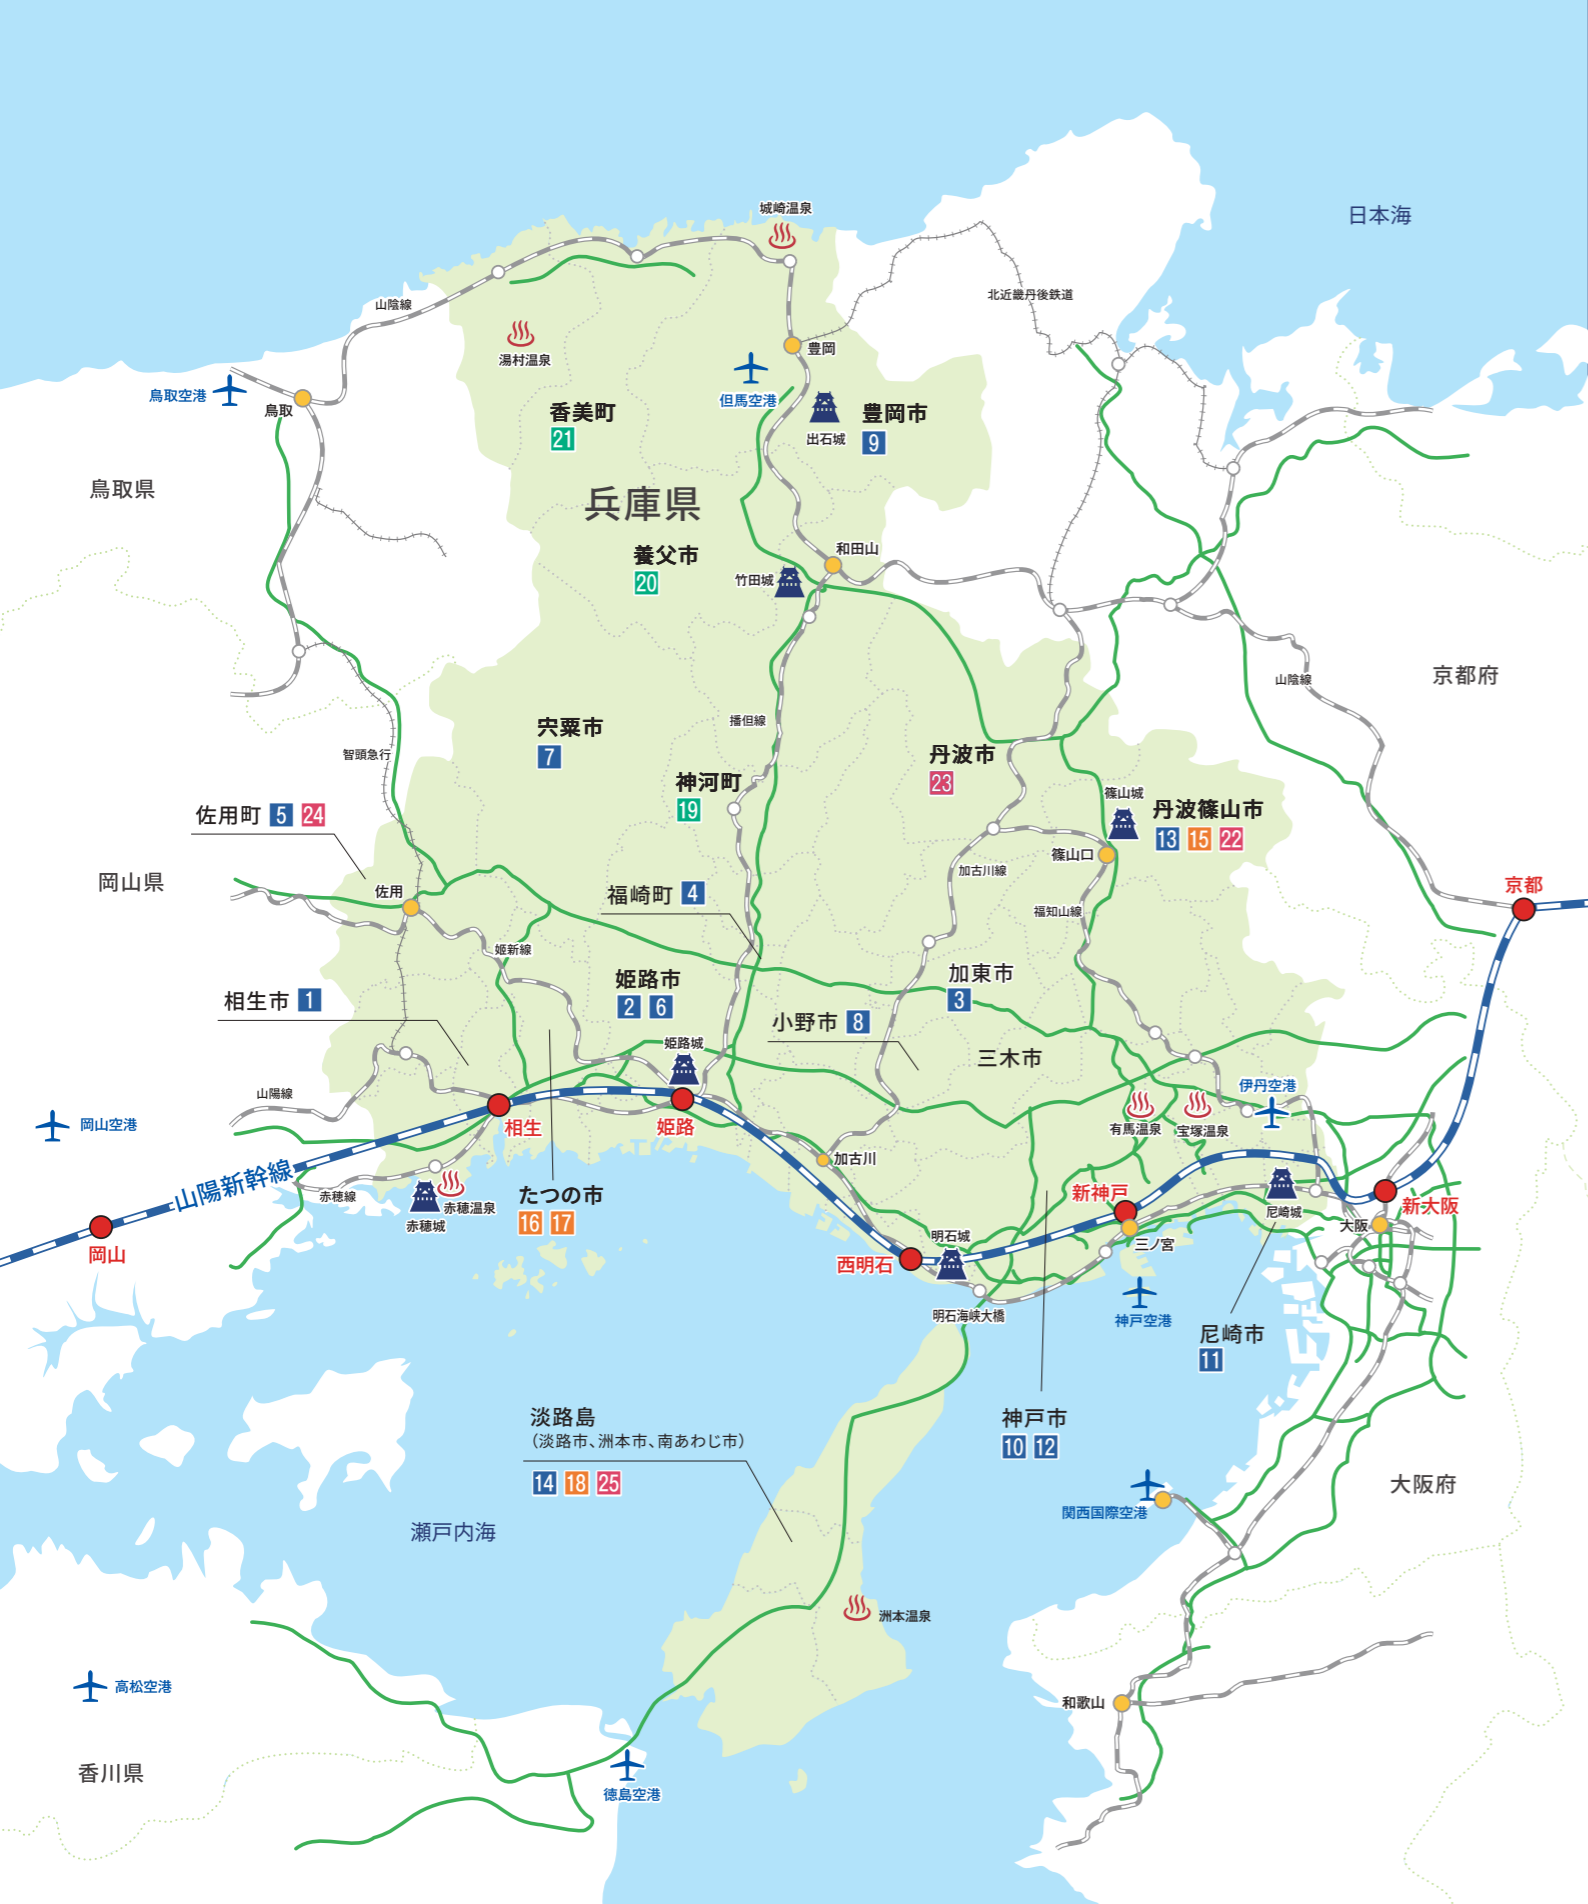 日本海
城崎温泉
北近畿丹後鉄道
山陰線
湯村温泉
豊岡
鳥取空港
鳥取
但馬空港
香美町
21
出石城
豊岡市
9
鳥取県
兵庫県
養父市
20
和田山
竹田城
京都府
山陰線
播但線
宍粟市
7
智頭急行
神河町
19
丹波市
23
篠山城
丹波篠山市
13 15 22
佐用町 5 24
篠山口
加古川線
岡山県
佐用
福崎町 4
福知山線
京都
姫新線
姫路市
2 6
加東市
3
相生市 1
小野市 8
姫路城
三木市
山陽線
伊丹空港
岡山空港
相生
姫路
有馬温泉
宝塚温泉
加古川
山陽新幹線
赤穂線
赤穂温泉
赤穂城
たつの市
16 17
新神戸
尼崎城
新大阪
大阪
岡山
西明石
明石城
三ノ宮
明石海峡大橋
神戸空港
尼崎市
11
淡路島
（淡路市、洲本市、南あわじ市）
14 18 25
神戸市
10 12
大阪府
関西国際空港
瀬戸内海
洲本温泉
高松空港
和歌山
香川県
徳島空港